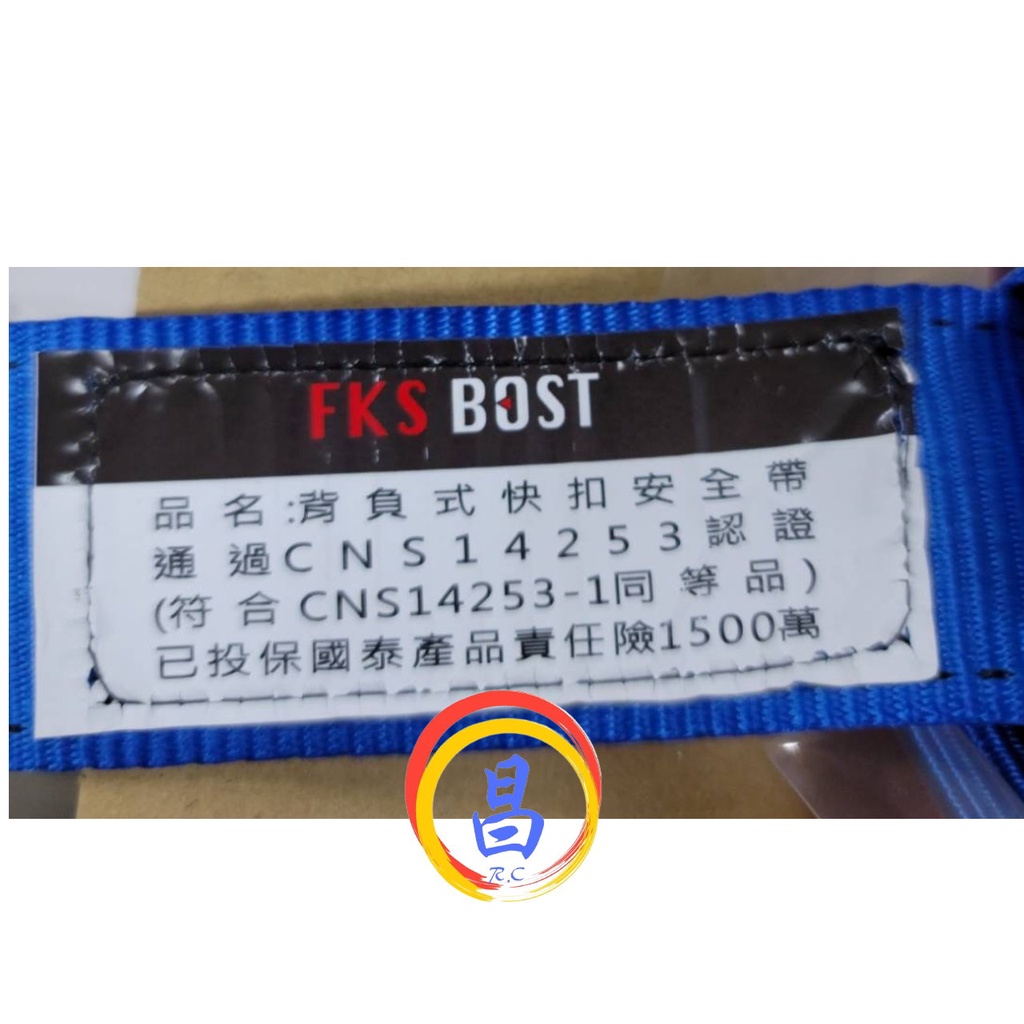 FKS BOST
品名:背負式快扣安全帶
通過CNS14253認證
(符合CNS14253-1同等品)
已投保國泰產品責任險1500萬
昌
R.C